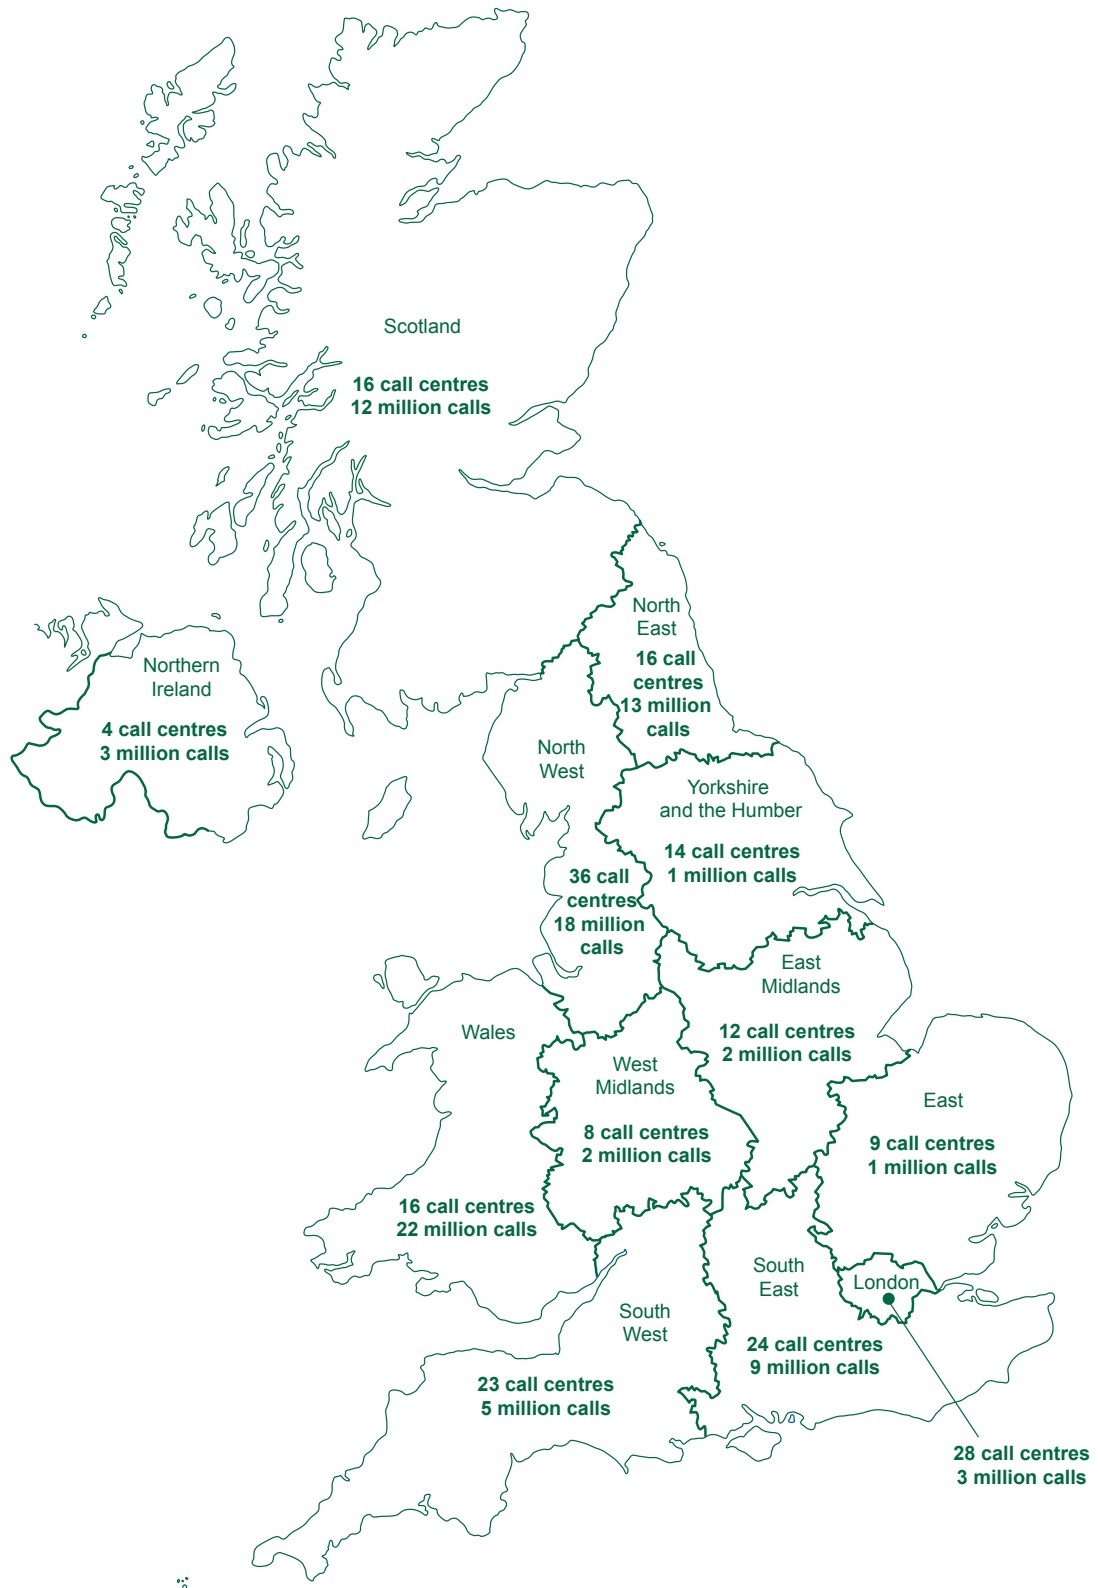 Scotland
16 call centres
12 million calls
North
East
16 call
centres
13 million
calls
Northern
Ireland
4 call centres
3 million calls
North
West
36 call
centres
18 million
calls
Yorkshire
and the Humber
14 call centres
1 million calls
East
Midlands
12 call centres
2 million calls
Wales
16 call centres
22 million calls
West
Midlands
8 call centres
2 million calls
East
9 call centres
1 million calls
South
East
24 call centres
9 million calls
London
28 call centres
3 million calls
South
West
23 call centres
5 million calls